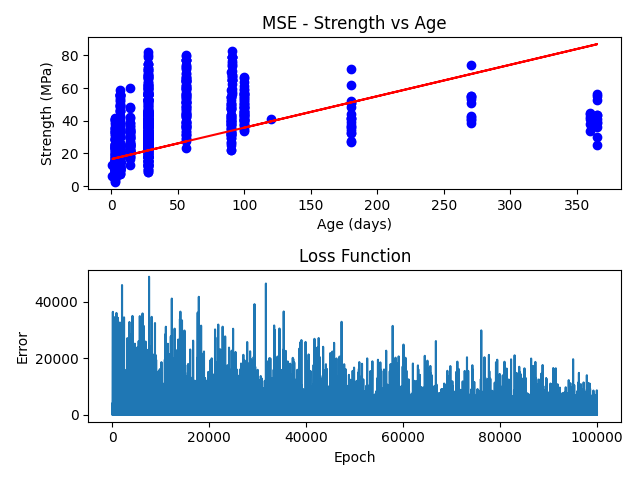 MSE - Strength vs Age
Strength (MPa)
80
60
40
20
0
0 50 100 150 200 250 300 350
Age (days)
Loss Function
Error
40000
20000
0
0 20000 40000 60000 80000 100000
Epoch